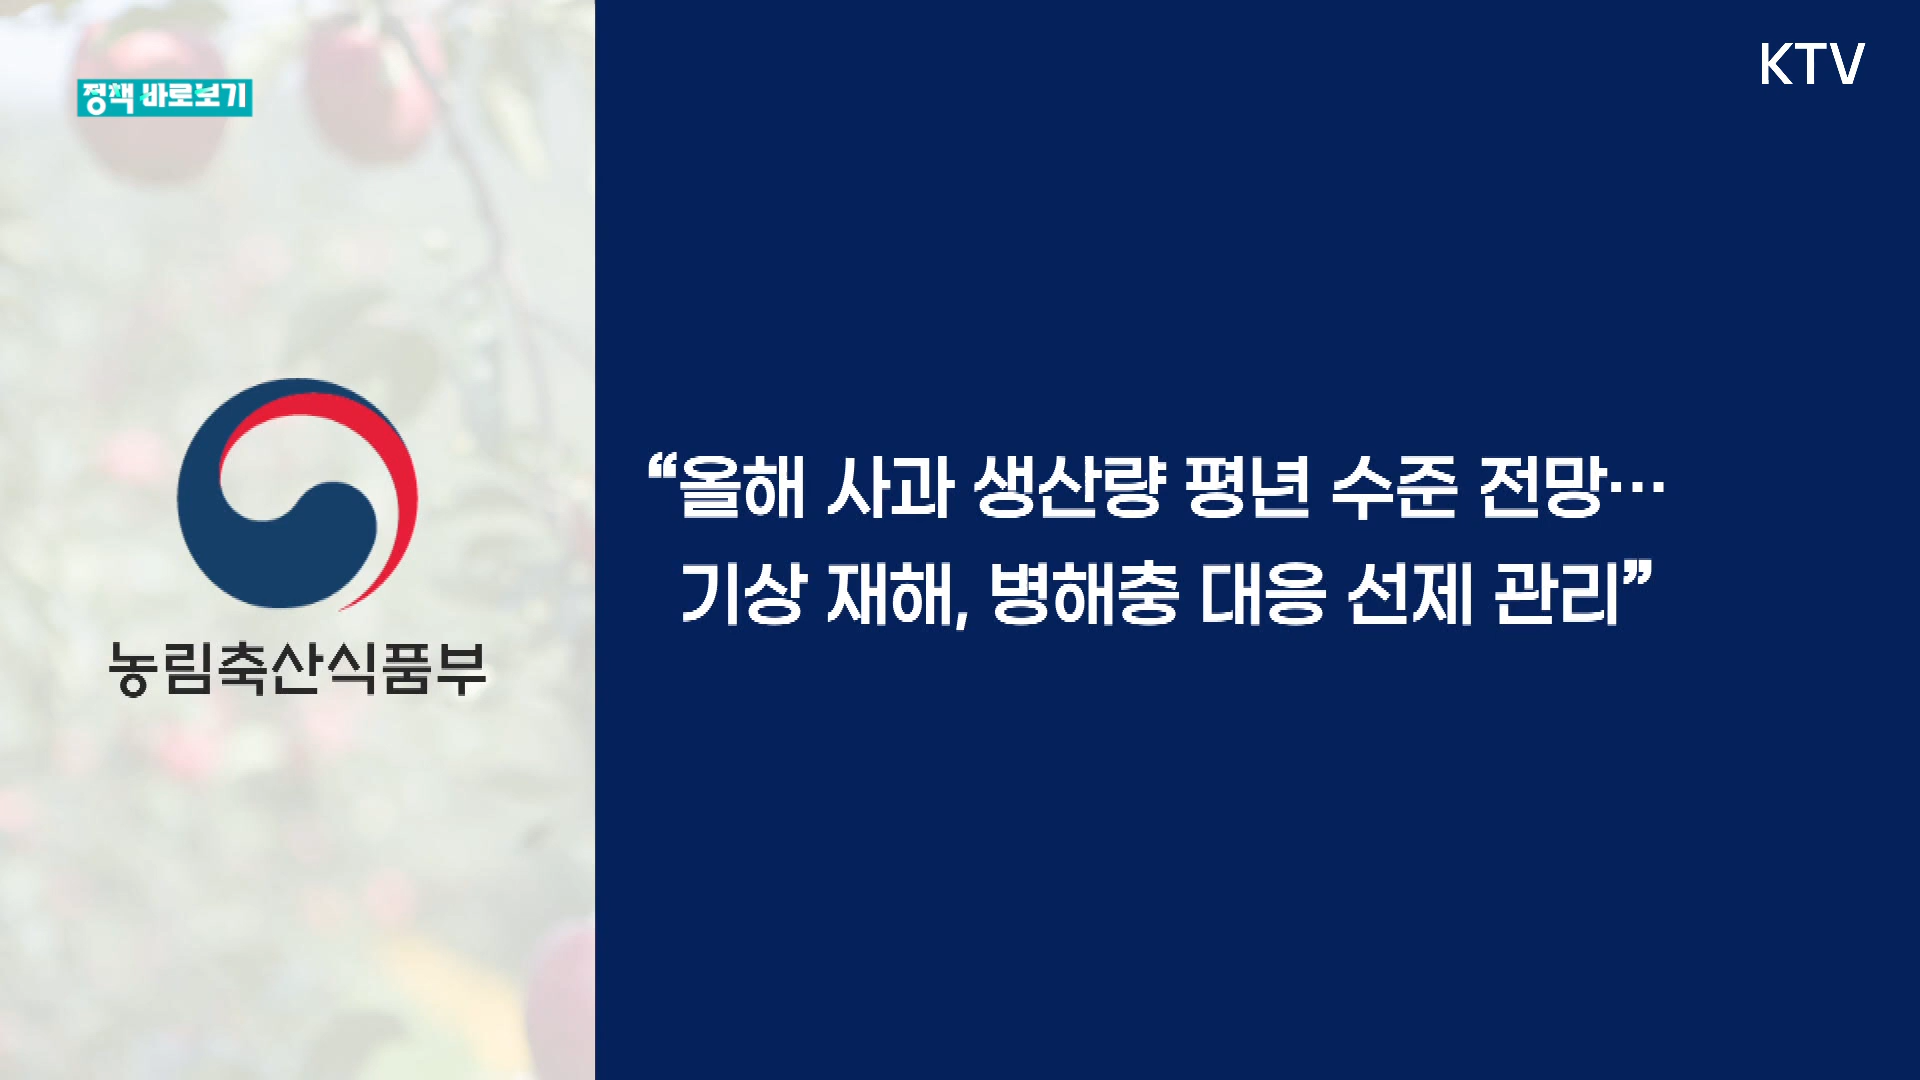 정책 바로보기
KTV
“올해 사과 생산량 평년 수준 전망…
기상 재해, 병해충 대응 선제 관리”
농림축산식품부